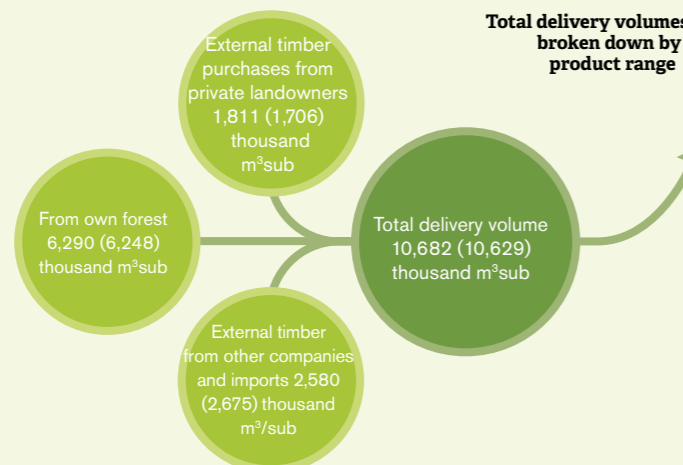 Total delivery volumes
broken down by
product range
External timber
purchases from
private landowners
1,811 (1,706)
thousand
m³sub
From own forest
6,290 (6,248)
thousand m³sub
Total delivery volume
10,682 (10,629)
thousand m³sub
External timber
from other companies
and imports 2,580
(2,675) thousand
m³/sub